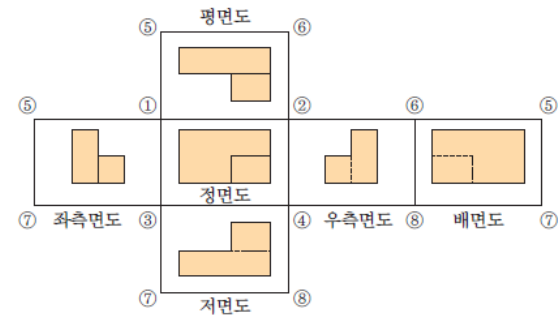 ⑤ 평면도 ⑥
⑤ ① ② ⑥ ⑤
정면도
⑦ 좌측면도 ③ ④ 우측면도 ⑧ 배면도 ⑦
⑦ 저면도 ⑧